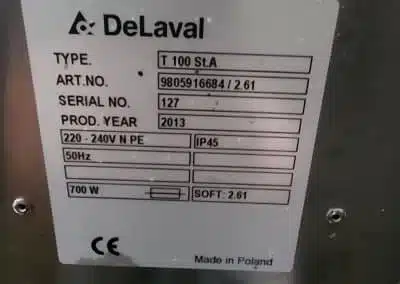 DeLaval
TYPE. T 100 St.A
ART.NO. 9805916684 / 2.61
SERIAL NO. 127
PROD. YEAR 2013
220 - 240V N PE IP45
50Hz
700 W SOFT: 2.61
CE
Made in Poland